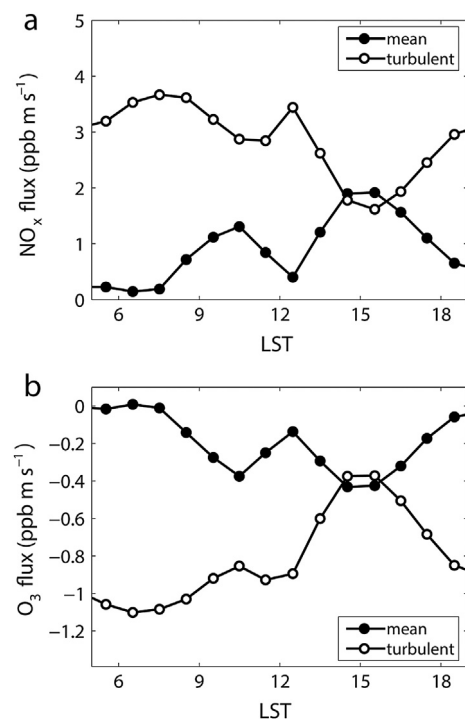 a
mean
turbulent
5
4
3
2
1
0
NOx flux (ppb m s⁻¹)
6 9 12 15 18
LST
b
0
−0.2
−0.4
−0.6
−0.8
−1
−1.2
O3 flux (ppb m s⁻¹)
mean
turbulent
6 9 12 15 18
LST